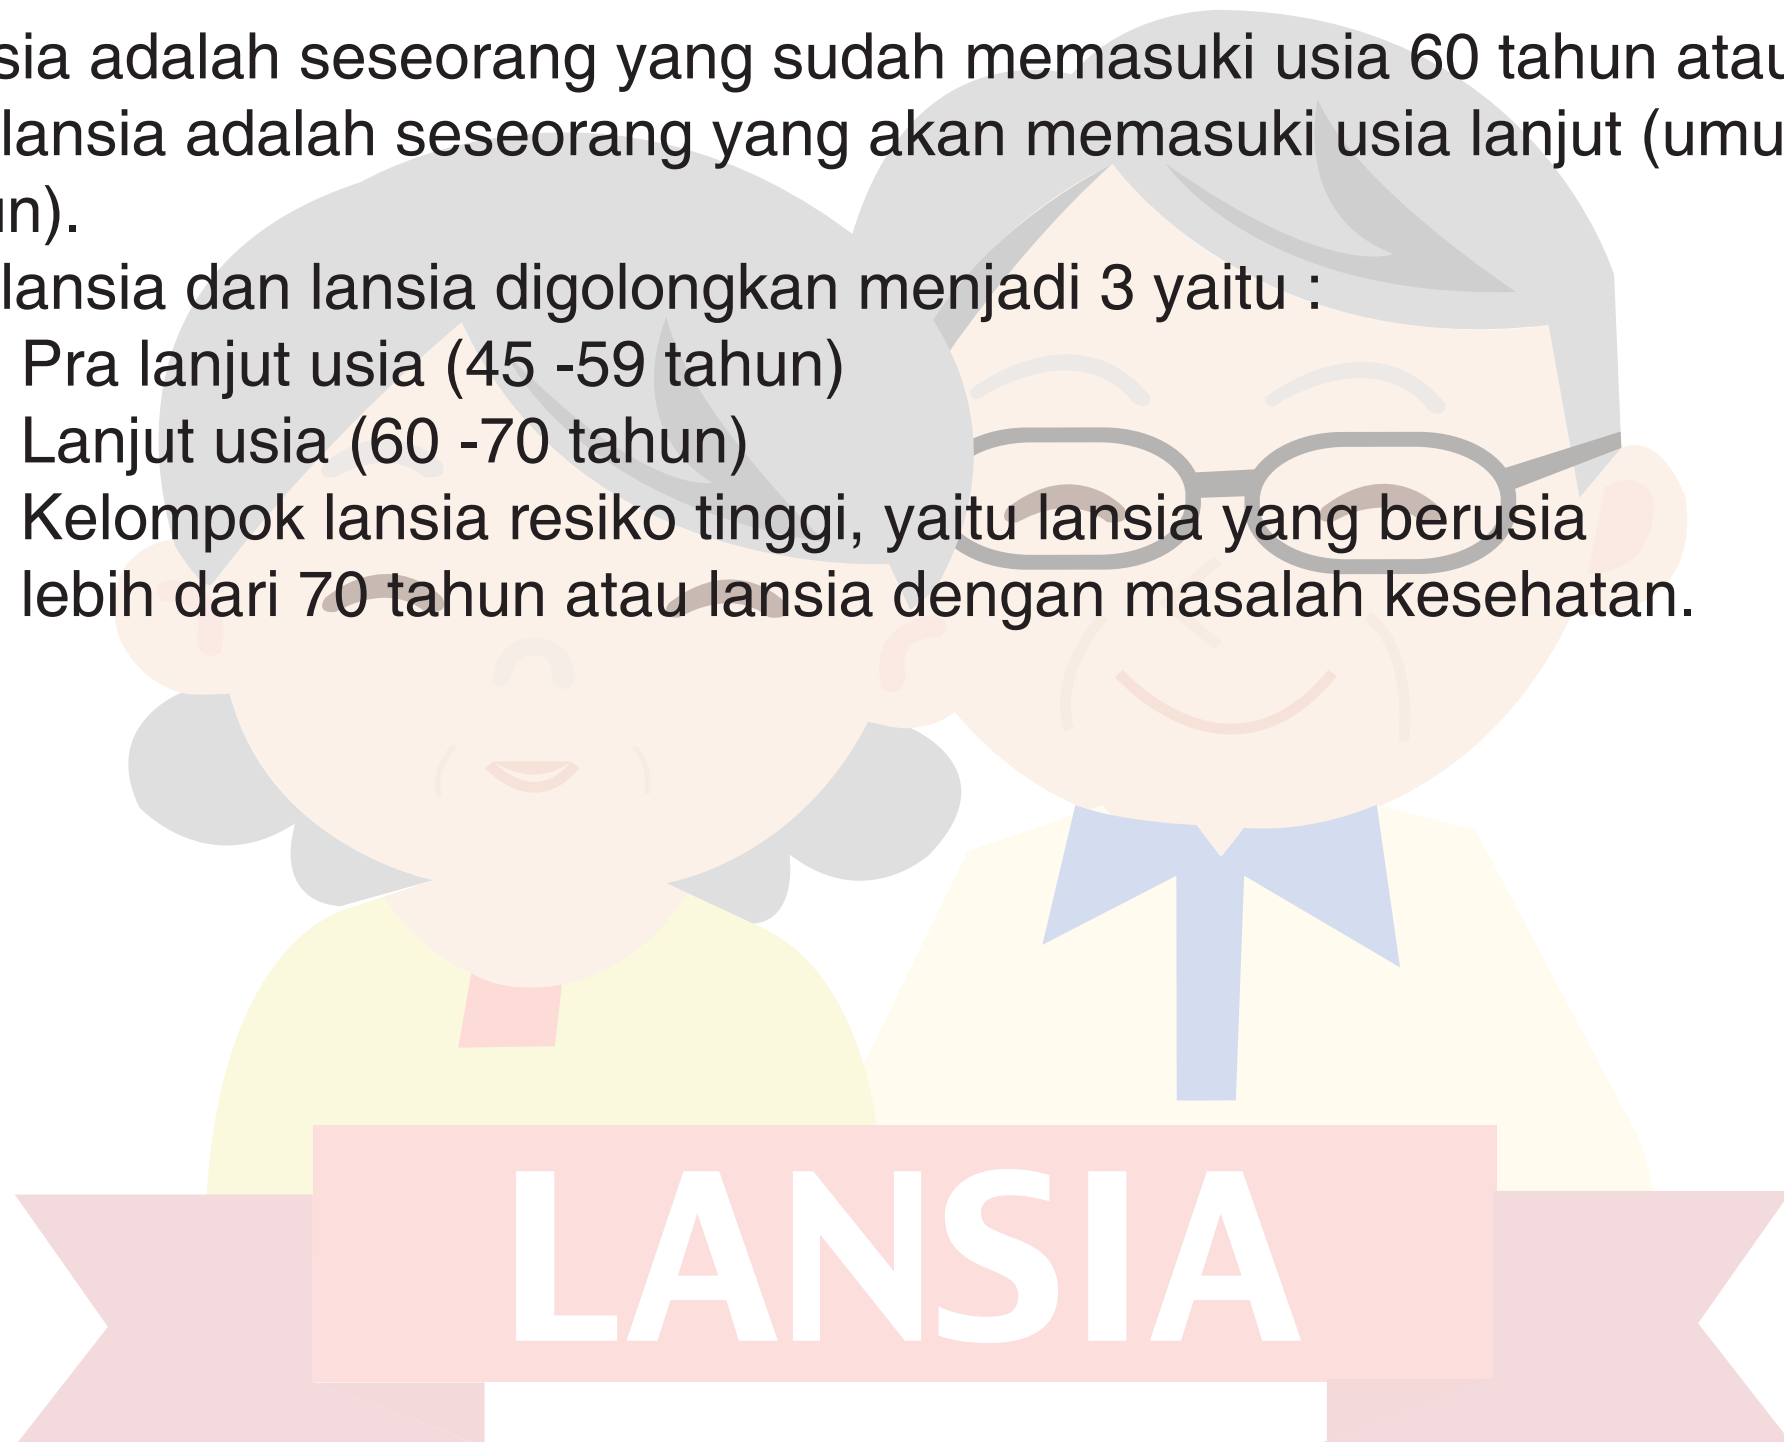 sia adalah seseorang yang sudah memasuki usia 60 tahun atau
lansia adalah seseorang yang akan memasuki usia lanjut (umu
un).
lansia dan lansia digolongkan menjadi 3 yaitu :
Pra lanjut usia (45 -59 tahun)
Lanjut usia (60 -70 tahun)
Kelompok lansia resiko tinggi, yaitu lansia yang berusia
lebih dari 70 tahun atau lansia dengan masalah kesehatan.
LANSIA